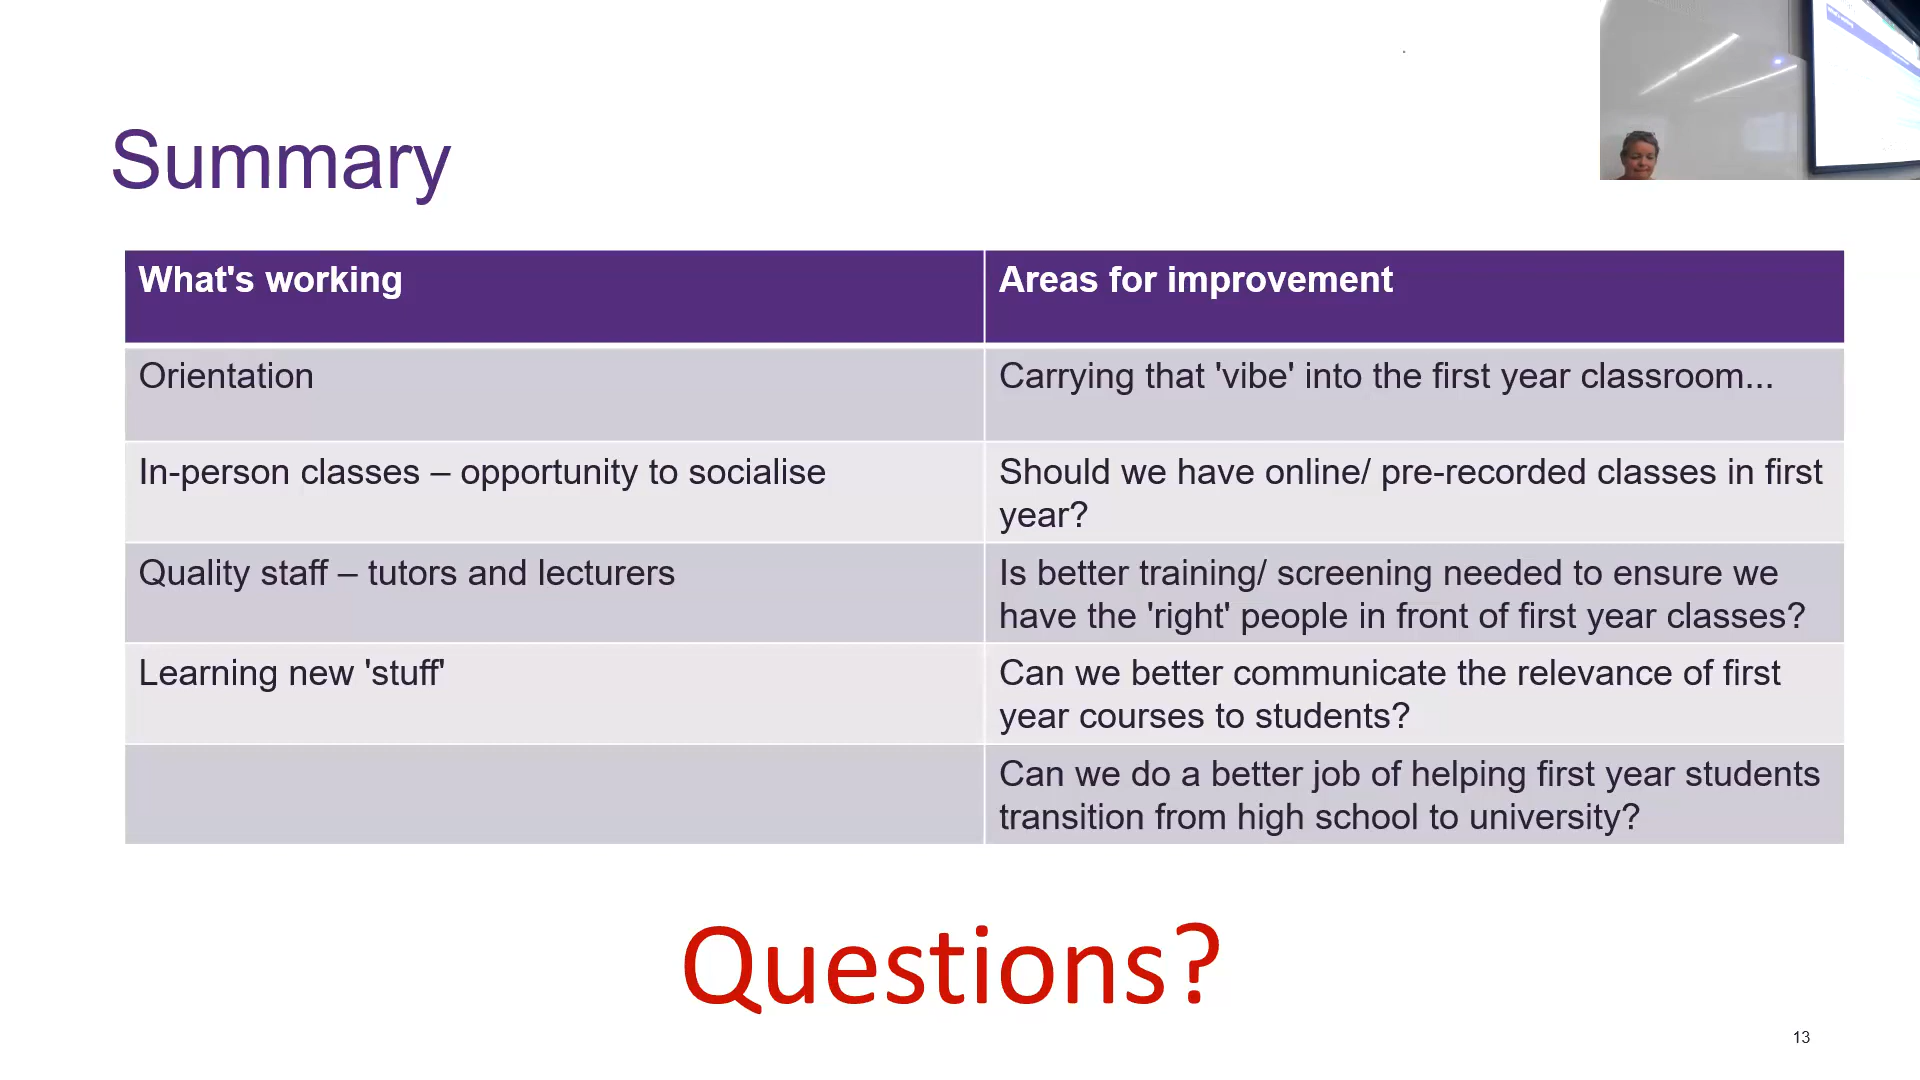 Summary
What's working
Areas for improvement
Orientation
Carrying that 'vibe' into the first year classroom...
In-person classes – opportunity to socialise
Should we have online/ pre-recorded classes in first
year?
Quality staff – tutors and lecturers
Is better training/ screening needed to ensure we
have the 'right' people in front of first year classes?
Learning new 'stuff'
Can we better communicate the relevance of first
year courses to students?
Can we do a better job of helping first year students
transition from high school to university?
Questions?
13